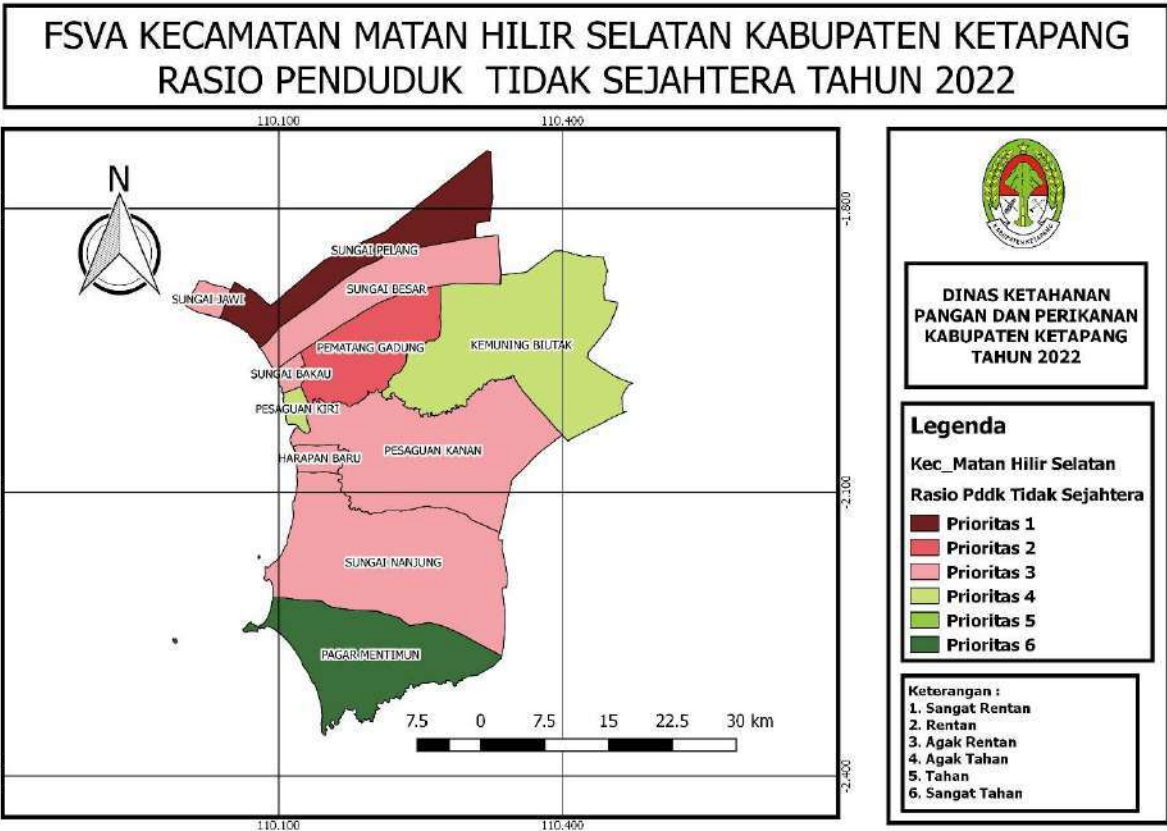 FSVA KECAMATAN MATAN HILIR SELATAN KABUPATEN KETAPANG
RASIO PENDUDUK TIDAK SEJAHTERA TAHUN 2022
110.100 110.400
N
-1.800
SUNGAI PELANG
SUNGAI BESAR
SUNGAI JAWI
PEMATANG GADUNG
KEMUNING BIUTAK
SUNGAI BAKAU
PESAGUAN KIRI
PESAGUAN KANAN
HARAPAN BARU
-2.100
SUNGAI NANJUNG
PAGAR MENTIMUN
7.5 0 7.5 15 22.5 30 km
-2.400
110.100 110.400
KABUPATEN KETAPANG
DINAS KETAHANAN
PANGAN DAN PERIKANAN
KABUPATEN KETAPANG
TAHUN 2022
Legenda
Kec_Matan Hilir Selatan
Rasio Pddk Tidak Sejahtera
Prioritas 1
Prioritas 2
Prioritas 3
Prioritas 4
Prioritas 5
Prioritas 6
Keterangan :
1. Sangat Rentan
2. Rentan
3. Agak Rentan
4. Agak Tahan
5. Tahan
6. Sangat Tahan